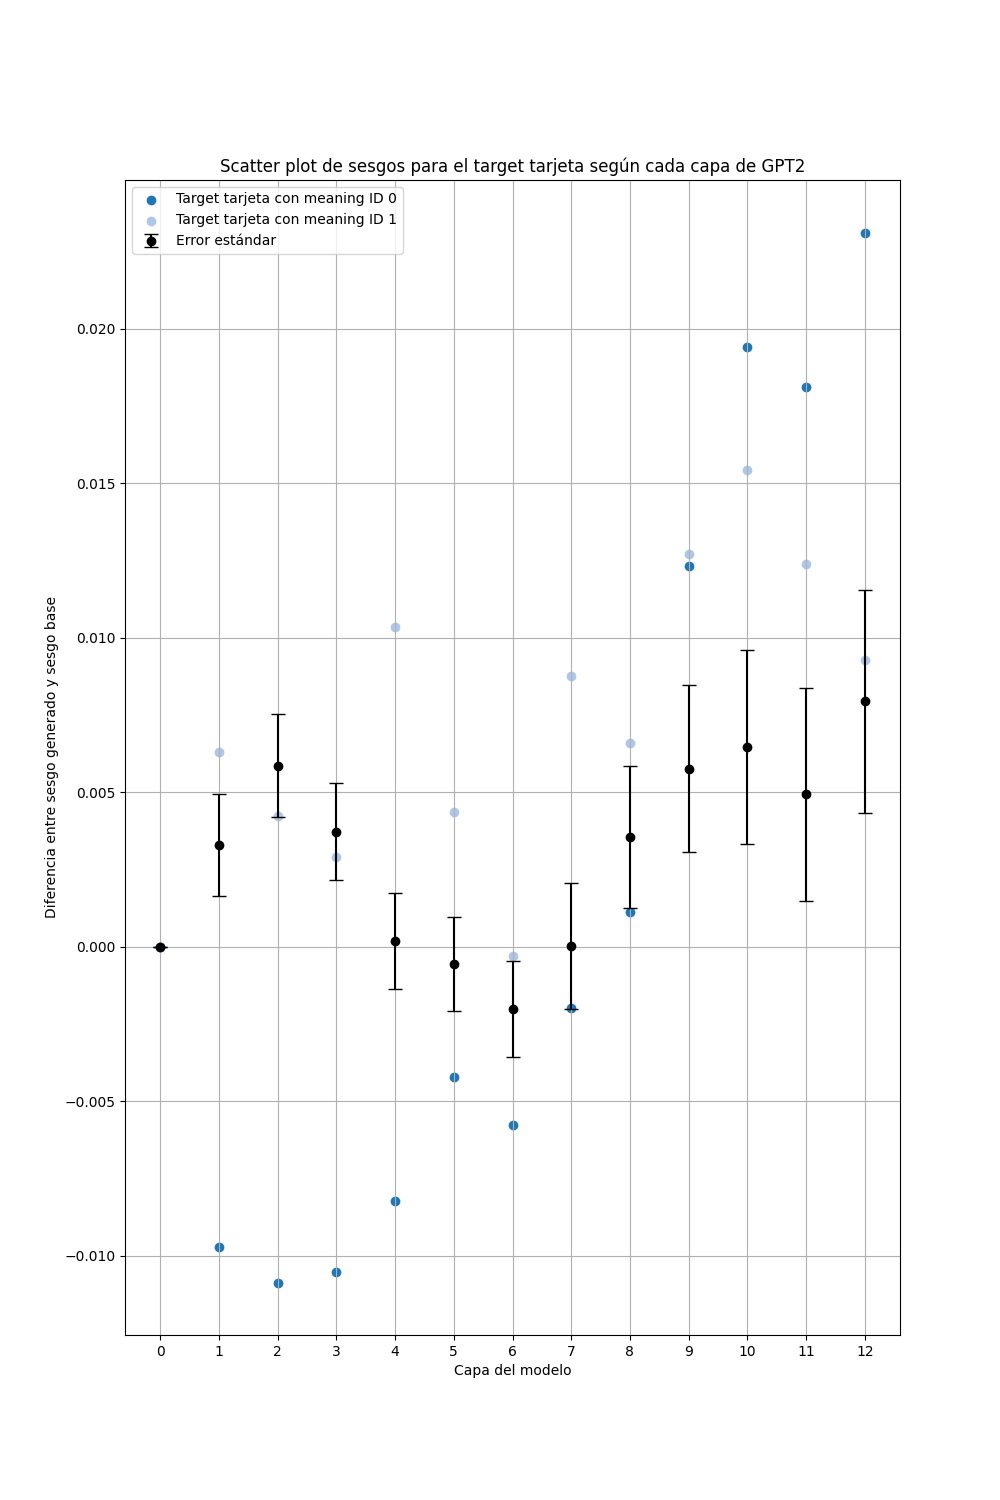 Scatter plot de sesgos para el target tarjeta según cada capa de GPT2
Target tarjeta con meaning ID 0
Target tarjeta con meaning ID 1
Error estándar
Diferencia entre sesgo generado y sesgo base
0.020
0.015
0.010
0.005
0.000
−0.005
−0.010
0 1 2 3 4 5 6 7 8 9 10 11 12
Capa del modelo